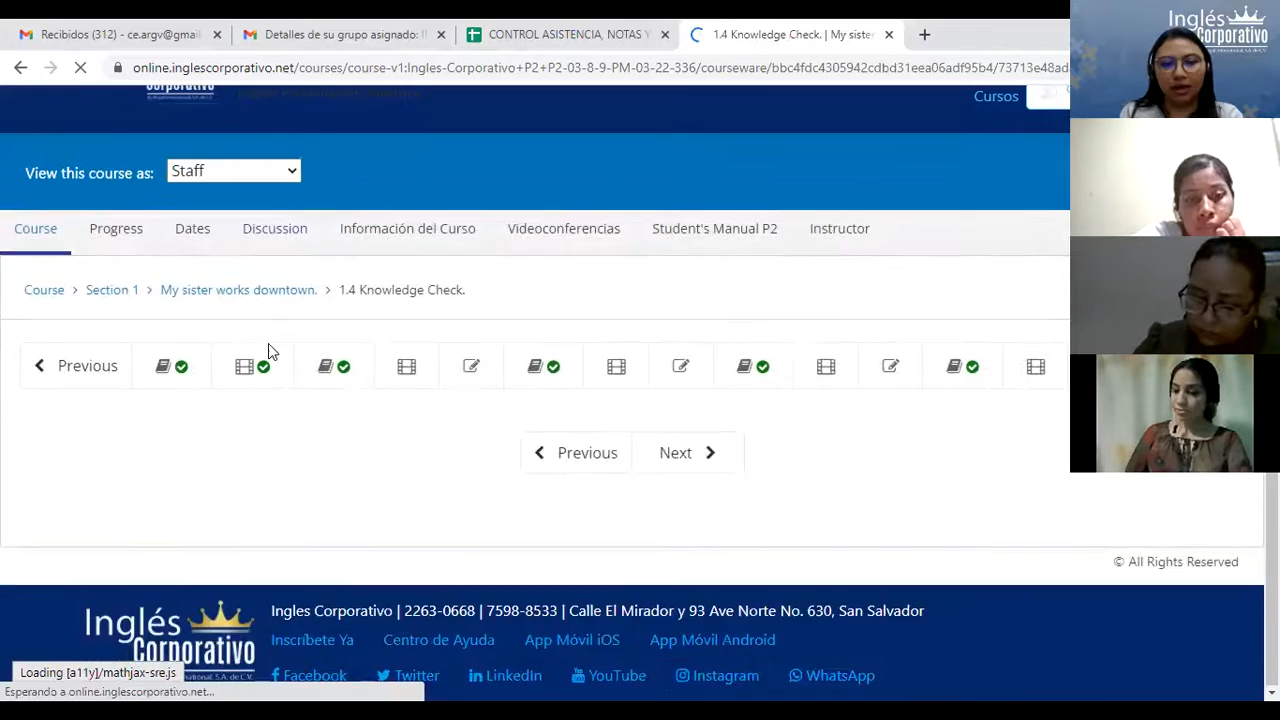 Recibidos (312) - ce.argv@gmai
Detalles de su grupo asignado: I
CONTROL ASISTENCIA, NOTAS Y
1.4 Knowledge Check. | My siste
online.inglescorporativo.net/courses/course-v1:Ingles-Corporativo+P2+P2-03-8-9-PM-03-22-336/courseware/bbc4fdc4305942cdbd31eea06adf95b4/73713e48ad
Inglés
Corporativo
Cursos
View this course as:
Staff
Course
Progress
Dates
Discussion
Información del Curso
Videoconferencias
Student's Manual P2
Instructor
Course > Section 1 > My sister works downtown. > 1.4 Knowledge Check.
Previous
Previous
Next
© All Rights Reserved
Inglés
Corporativo
Ingles Corporativo | 2263-0668 | 7598-8533 | Calle El Mirador y 93 Ave Norte No. 630, San Salvador
Inscríbete Ya
Centro de Ayuda
App Móvil iOS
App Móvil Android
Facebook
Twitter
LinkedIn
YouTube
Instagram
WhatsApp
Loading [a11y]/mathjax-sre.js
Esperando a online.inglescorporativo.net...